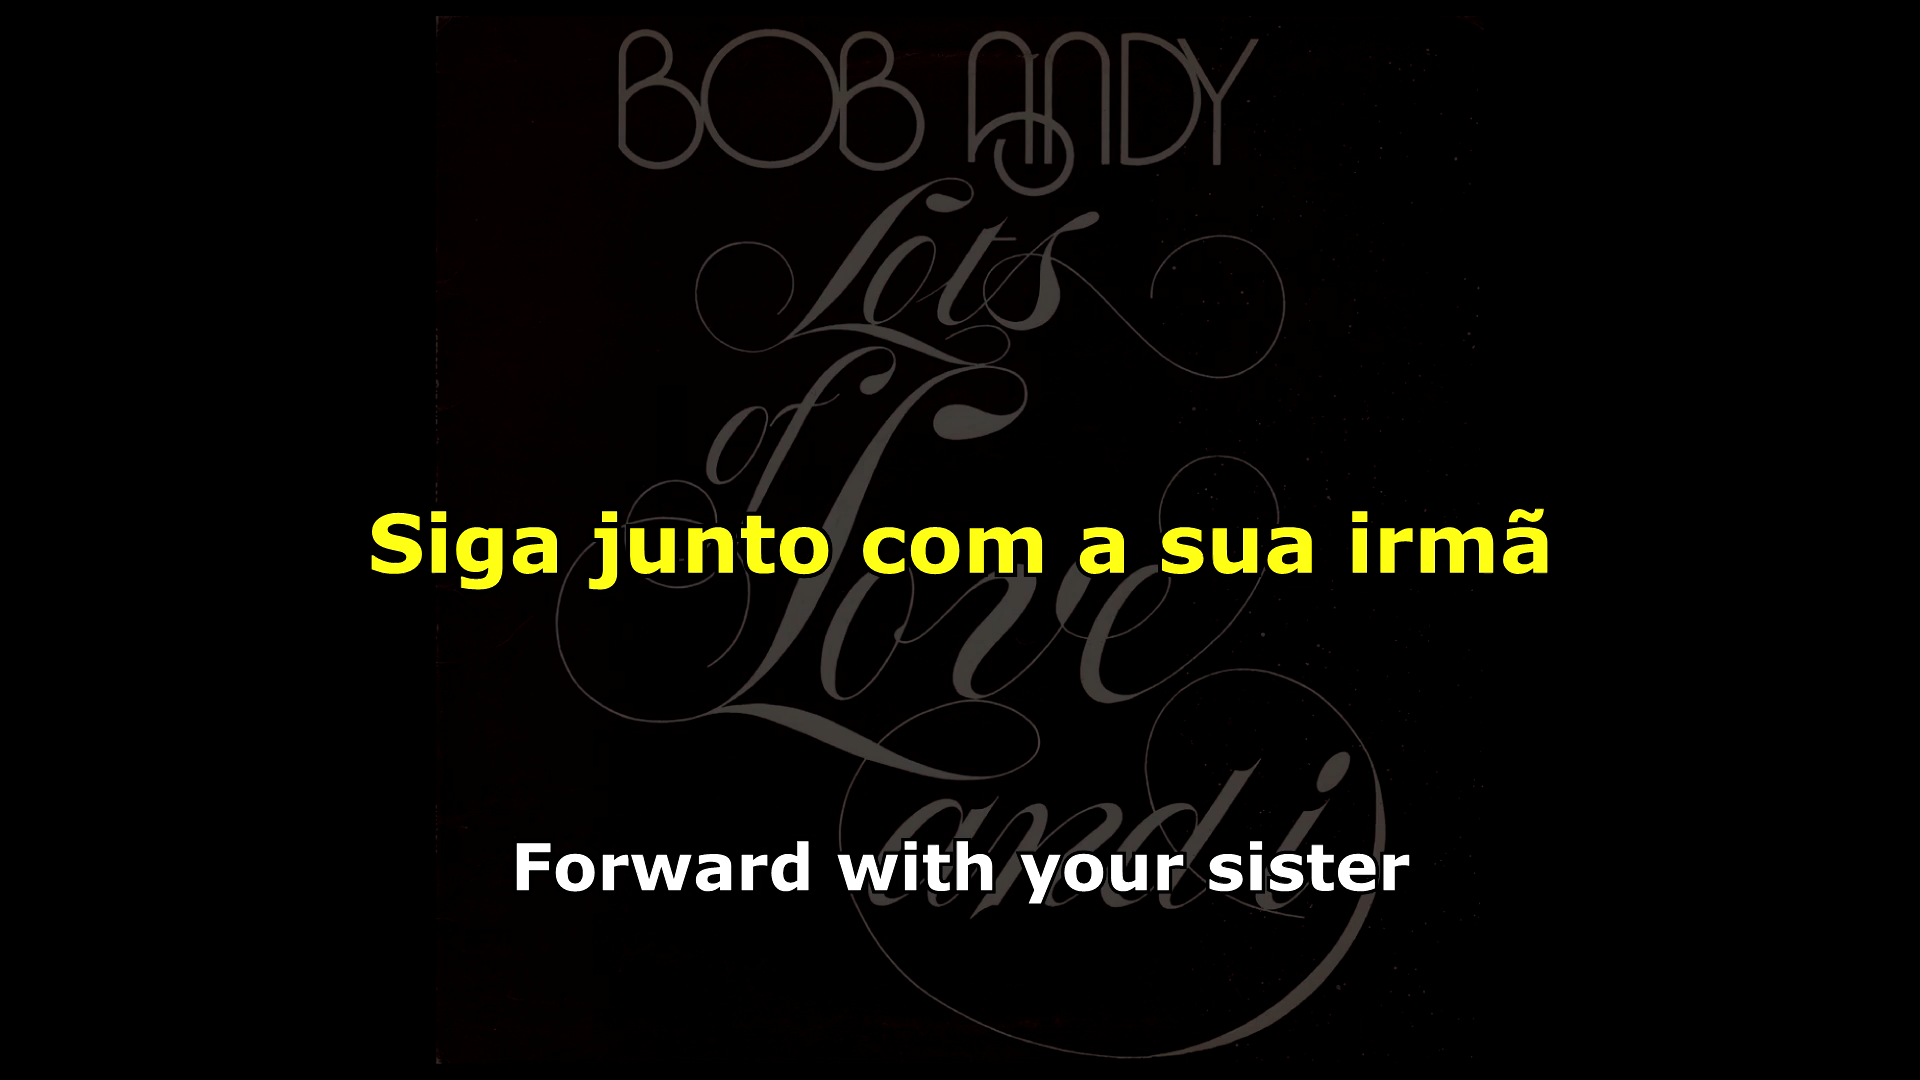 BOB ANDY
Lots
of Love
Siga junto com a sua irmã
and i
Forward with your sister